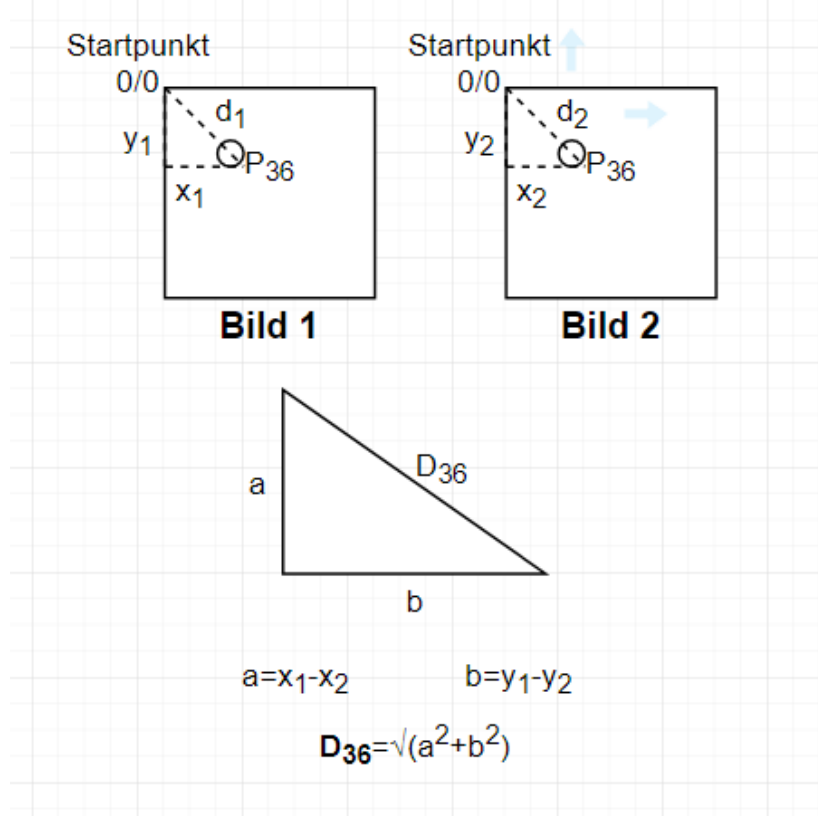 Startpunkt Startpunkt
0/0 0/0
d₁ d₂
y₁ y₂
P₃₆ P₃₆
x₁ x₂
Bild 1 Bild 2
D₃₆
a
b
a=x₁-x₂ b=y₁-y₂
D₃₆=√(a²+b²)